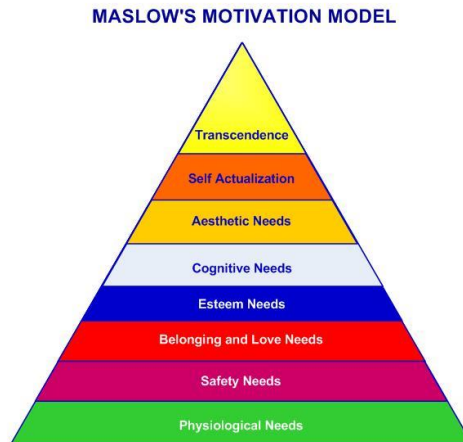 MASLOW'S MOTIVATION MODEL
Transcendence
Self Actualization
Aesthetic Needs
Cognitive Needs
Esteem Needs
Belonging and Love Needs
Safety Needs
Physiological Needs